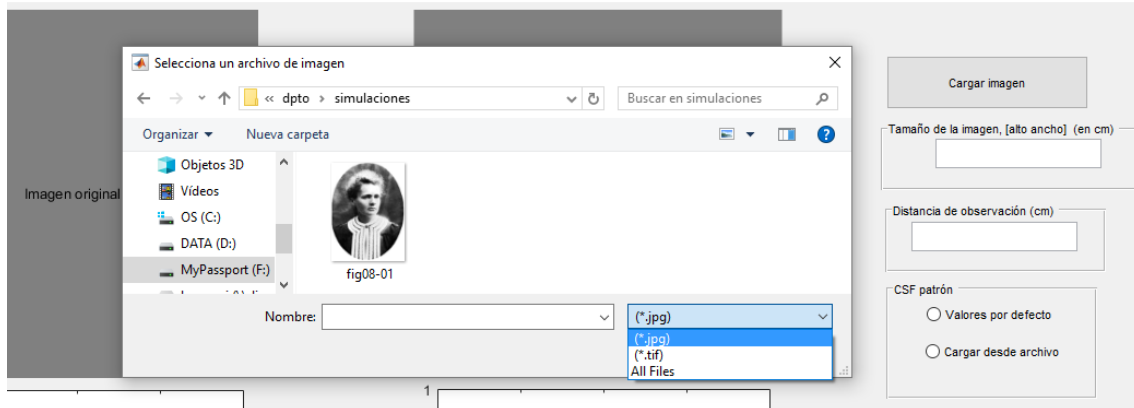 Selecciona un archivo de imagen
« dpto > simulaciones
Buscar en simulaciones
Organizar
Nueva carpeta
Objetos 3D
Vídeos
OS (C:)
DATA (D:)
MyPassport (F:)
fig08-01
Nombre:
(*.jpg)
(*.jpg)
(*.tif)
All Files
Imagen original
1
Cargar imagen
Tamaño de la imagen, [alto ancho] (en cm)
Distancia de observación (cm)
CSF patrón
Valores por defecto
Cargar desde archivo